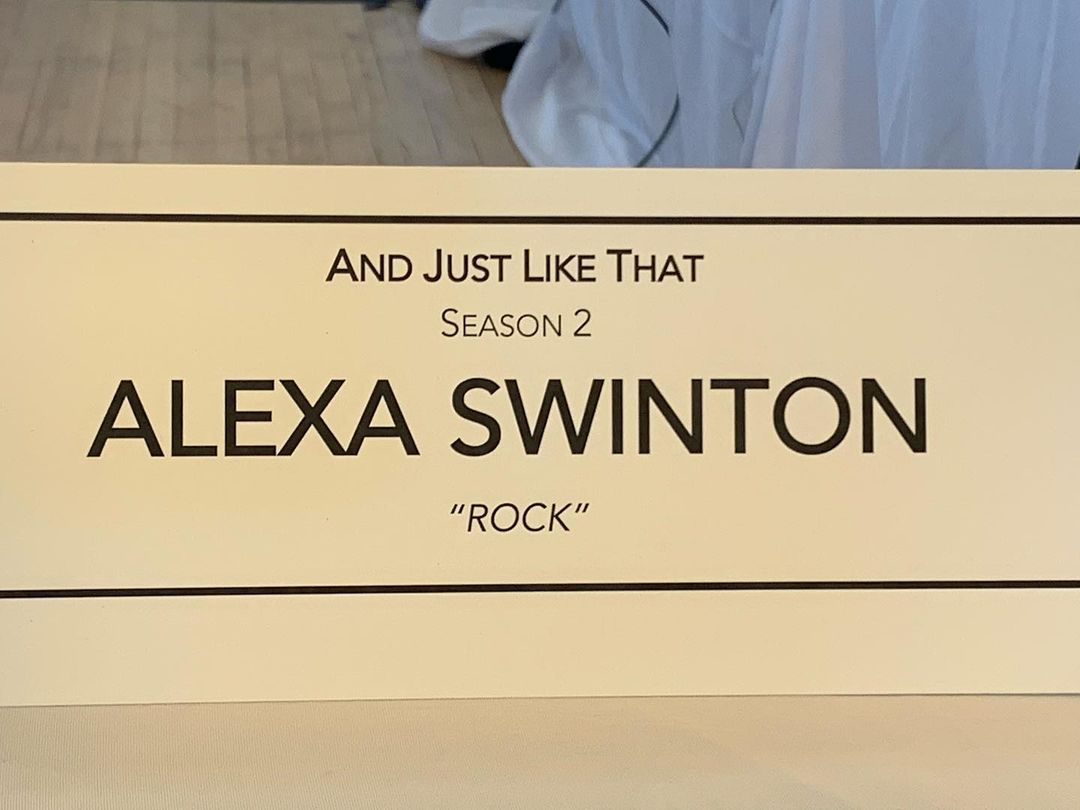 AND JUST LIKE THAT
SEASON 2
ALEXA SWINTON
“ROCK”